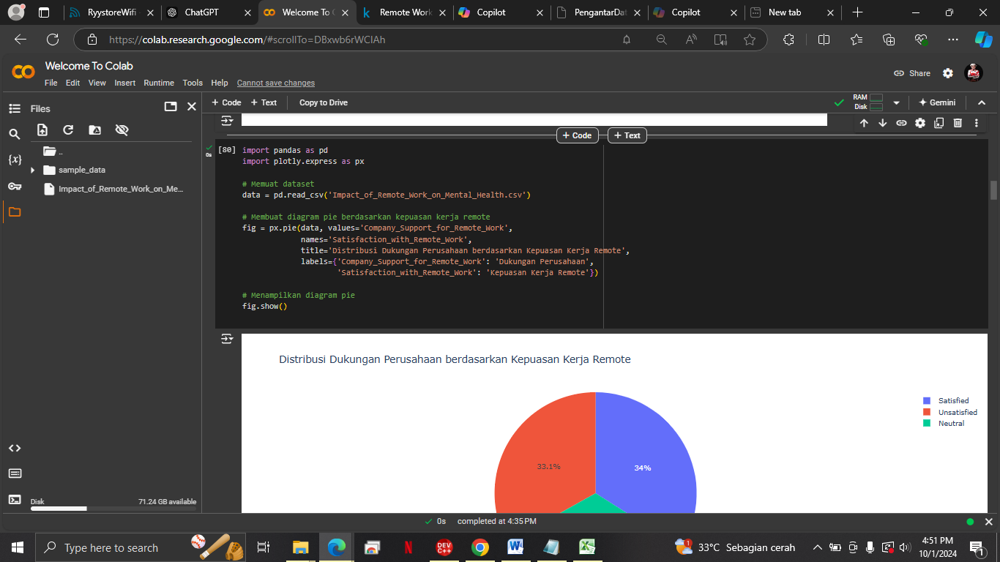 RyystoreWifi
ChatGPT
Welcome To C
Remote Work
Copilot
PengantarDat
Copilot
New tab
https://colab.research.google.com/#scrollTo=DBxwb6rWClAh
Welcome To Colab
File Edit View Insert Runtime Tools Help Cannot save changes
Share
Files
+ Code + Text Copy to Drive
RAM
Disk
Gemini
..
sample_data
Impact_of_Remote_Work_on_Me...
+ Code + Text
[80]
0s
import pandas as pd
import plotly.express as px
# Memuat dataset
data = pd.read_csv('Impact_of_Remote_Work_on_Mental_Health.csv')
# Membuat diagram pie berdasarkan kepuasan kerja remote
fig = px.pie(data, values='Company_Support_for_Remote_Work',
names='Satisfaction_with_Remote_Work',
title='Distribusi Dukungan Perusahaan berdasarkan Kepuasan Kerja Remote',
labels={'Company_Support_for_Remote_Work': 'Dukungan Perusahaan',
'Satisfaction_with_Remote_Work': 'Kepuasan Kerja Remote'})
# Menampilkan diagram pie
fig.show()
Distribusi Dukungan Perusahaan berdasarkan Kepuasan Kerja Remote
Satisfied
Unsatisfied
Neutral
33.1%
34%
Disk 71.24 GB available
0s completed at 4:35 PM
Type here to search
DEV C++
33°C Sebagian cerah
4:51 PM
10/1/2024
1